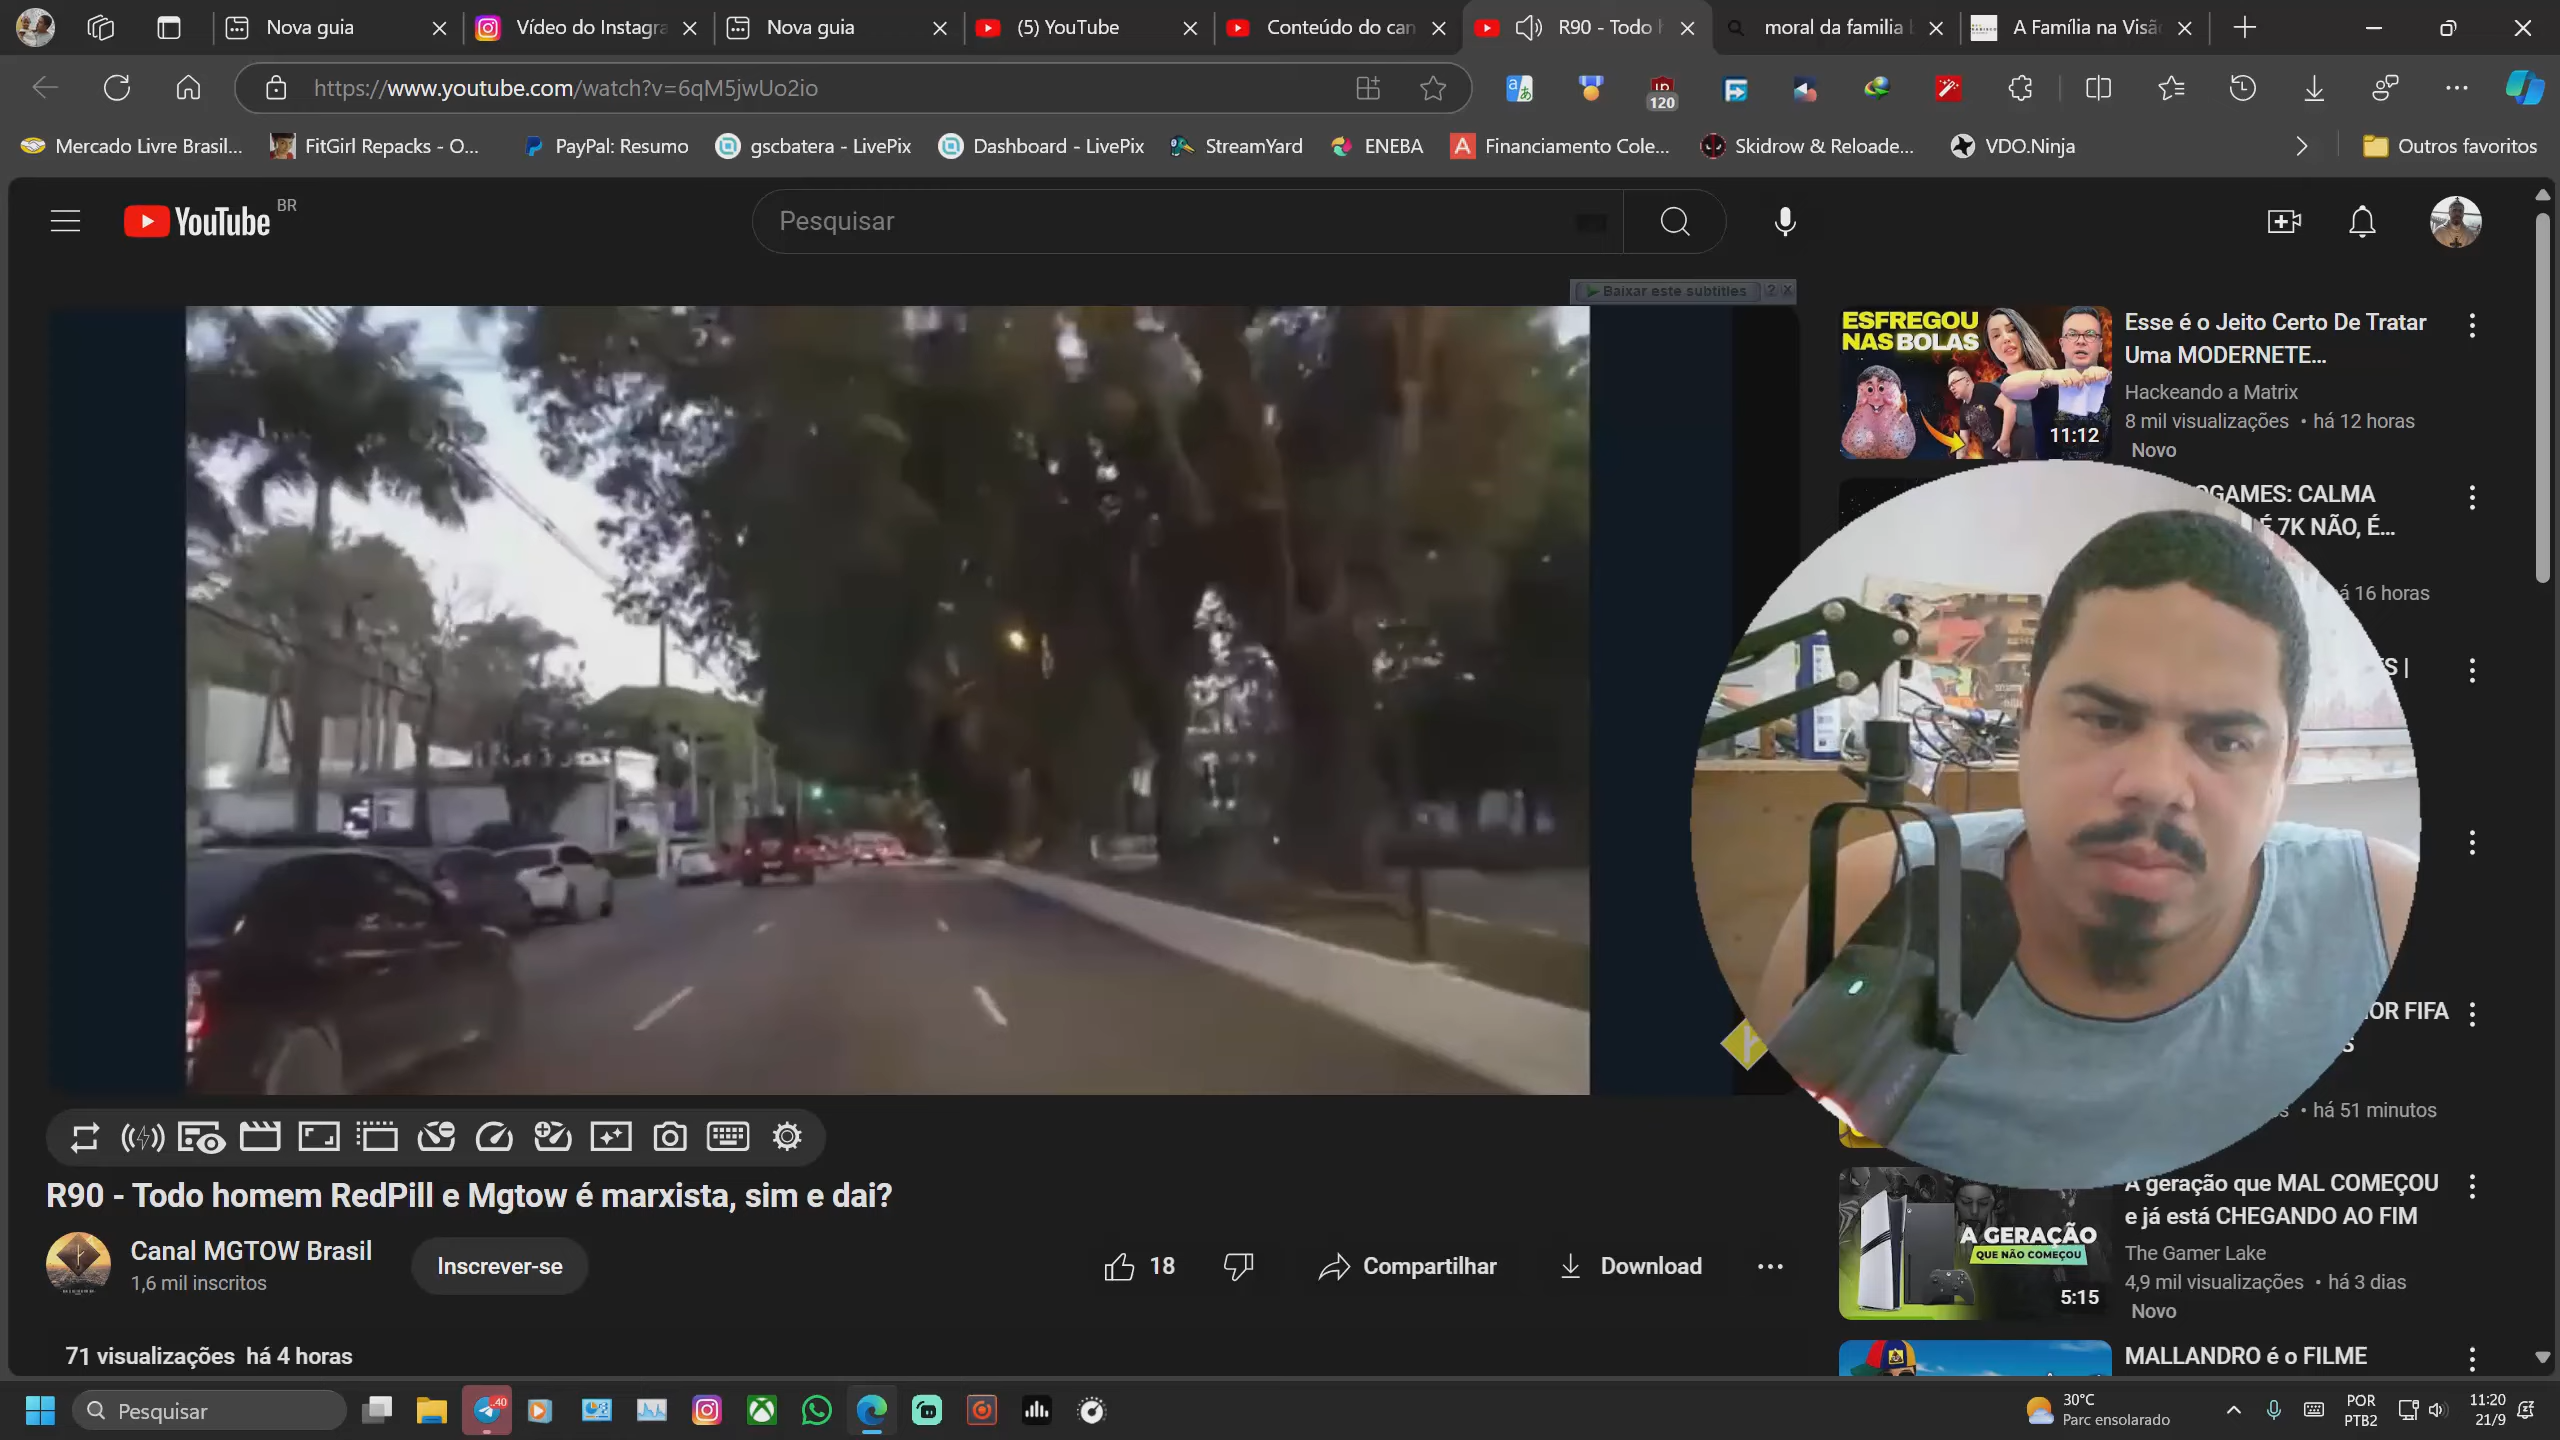 Nova guia
Vídeo do Instagra
Nova guia
(5) YouTube
Conteúdo do can
R90 - Todo h
moral da familia
A Família na Visã
https://www.youtube.com/watch?v=6qM5jwUo2io
120
Mercado Livre Brasil...
FitGirl Repacks - O...
PayPal: Resumo
gscbatera - LivePix
Dashboard - LivePix
StreamYard
ENEBA
Financiamento Cole...
Skidrow & Reloade...
VDO.Ninja
Outros favoritos
YouTube BR
Pesquisar
Baixar este subtitles ? X
ESFREGOU
NAS BOLAS
11:12
Esse é o Jeito Certo De Tratar
Uma MODERNETE...
Hackeando a Matrix
8 mil visualizações • há 12 horas
Novo
OGAMES: CALMA
É 7K NÃO, É...
há 16 horas
TS |
OR FIFA
S
• há 51 minutos
A GERAÇÃO
QUE NÃO COMEÇOU
5:15
A geração que MAL COMEÇOU
e já está CHEGANDO AO FIM
The Gamer Lake
4,9 mil visualizações • há 3 dias
Novo
MALLANDRO é o FILME
R90 - Todo homem RedPill e Mgtow é marxista, sim e dai?
Canal MGTOW Brasil
1,6 mil inscritos
Inscrever-se
18
Compartilhar
Download
71 visualizações há 4 horas
Pesquisar
40
30°C
Parc ensolarado
POR
PTB2
11:20
21/9